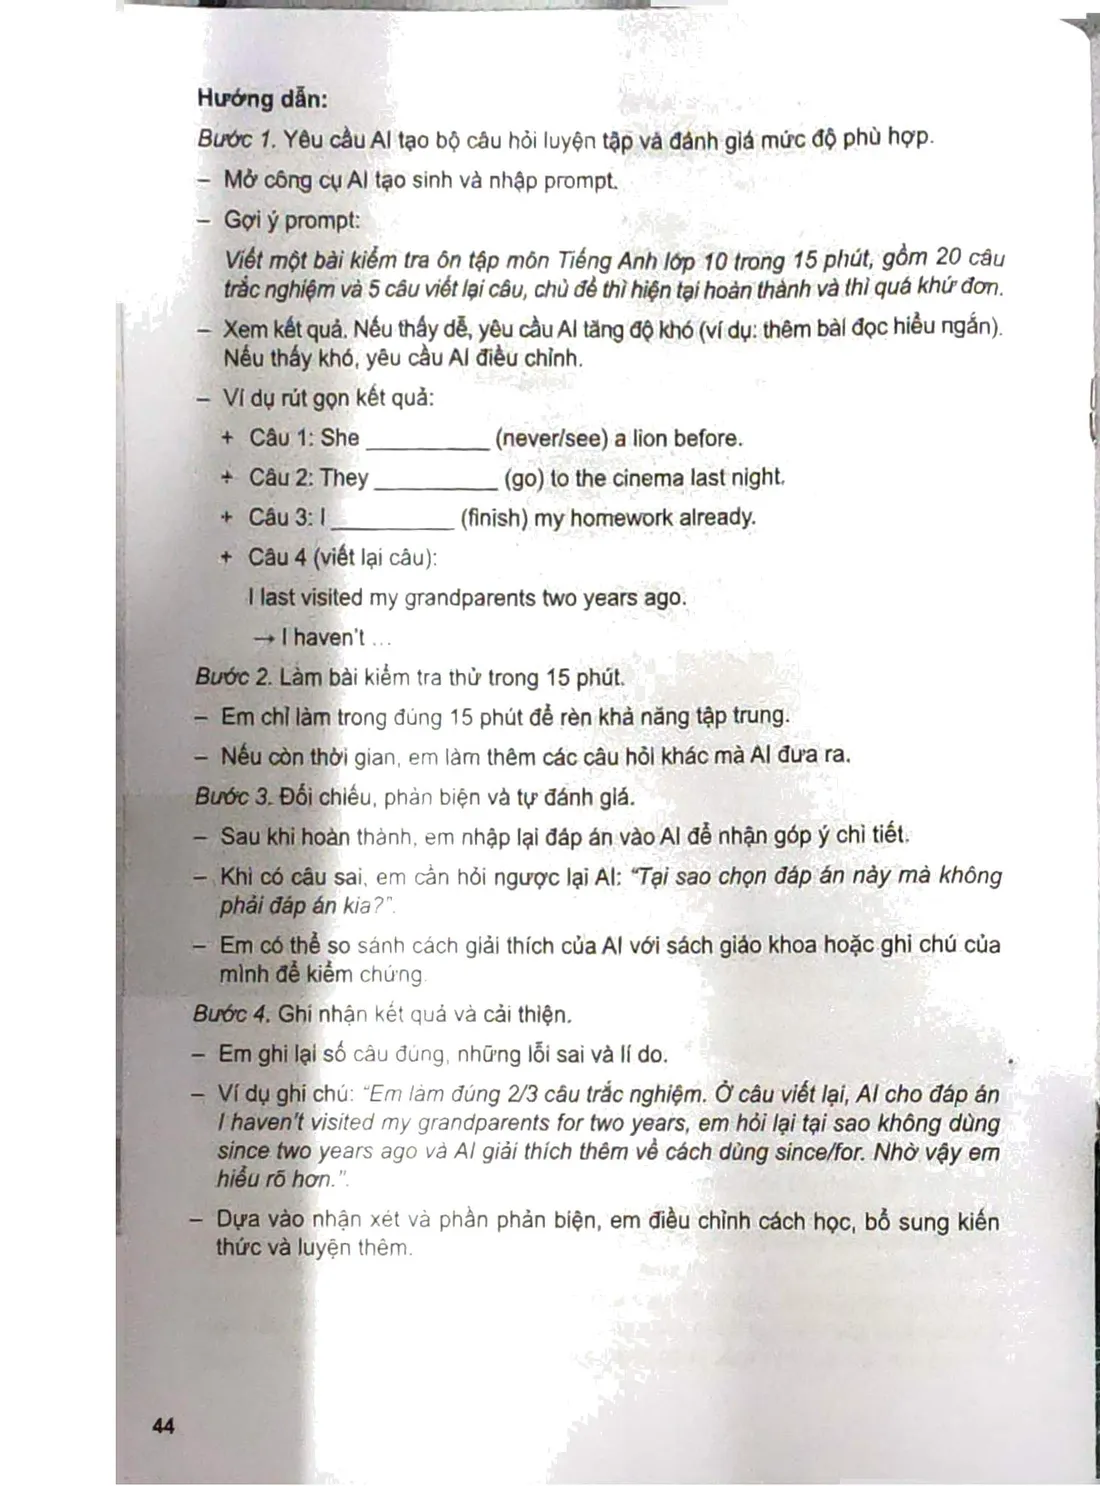 Hướng dẫn:
Bước 1. Yêu cầu AI tạo bộ câu hỏi luyện tập và đánh giá mức độ phù hợp.
– Mở công cụ AI tạo sinh và nhập prompt.
– Gợi ý prompt:
Viết một bài kiểm tra ôn tập môn Tiếng Anh lớp 10 trong 15 phút, gồm 20 câu
trắc nghiệm và 5 câu viết lại câu, chủ đề thì hiện tại hoàn thành và thì quá khứ đơn.
– Xem kết quả. Nếu thấy dễ, yêu cầu AI tăng độ khó (ví dụ: thêm bài đọc hiểu ngắn).
Nếu thấy khó, yêu cầu AI điều chỉnh.
– Ví dụ rút gọn kết quả:
+ Câu 1: She __________ (never/see) a lion before.
+ Câu 2: They __________ (go) to the cinema last night.
+ Câu 3: I __________ (finish) my homework already.
+ Câu 4 (viết lại câu):
I last visited my grandparents two years ago.
→ I haven't ...
Bước 2. Làm bài kiểm tra thử trong 15 phút.
– Em chỉ làm trong đúng 15 phút để rèn khả năng tập trung.
– Nếu còn thời gian, em làm thêm các câu hỏi khác mà AI đưa ra.
Bước 3. Đối chiếu, phản biện và tự đánh giá.
– Sau khi hoàn thành, em nhập lại đáp án vào AI để nhận góp ý chi tiết.
– Khi có câu sai, em cần hỏi ngược lại AI: "Tại sao chọn đáp án này mà không
phải đáp án kia?".
– Em có thể so sánh cách giải thích của AI với sách giáo khoa hoặc ghi chú của
mình để kiểm chứng.
Bước 4. Ghi nhận kết quả và cải thiện.
– Em ghi lại số câu đúng, những lỗi sai và lí do.
– Ví dụ ghi chú: "Em làm đúng 2/3 câu trắc nghiệm. Ở câu viết lại, AI cho đáp án
I haven't visited my grandparents for two years, em hỏi lại tại sao không dùng
since two years ago và AI giải thích thêm về cách dùng since/for. Nhờ vậy em
hiểu rõ hơn.".
– Dựa vào nhận xét và phần phản biện, em điều chỉnh cách học, bổ sung kiến
thức và luyện thêm.
44